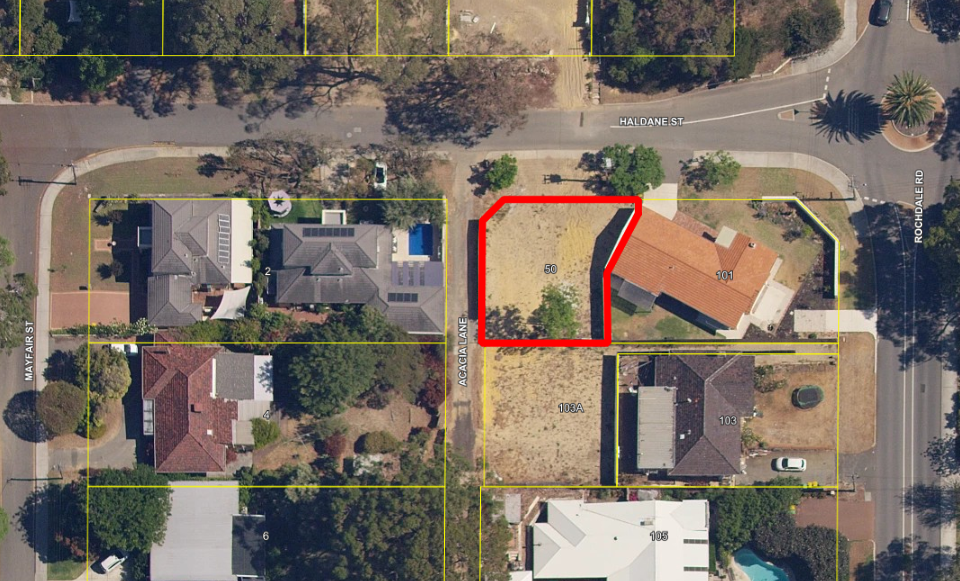 HALDANE ST
ROCHDALE RD
MAYFAIR ST
ACACIA LANE
50
101
2
4
103A
103
6
105